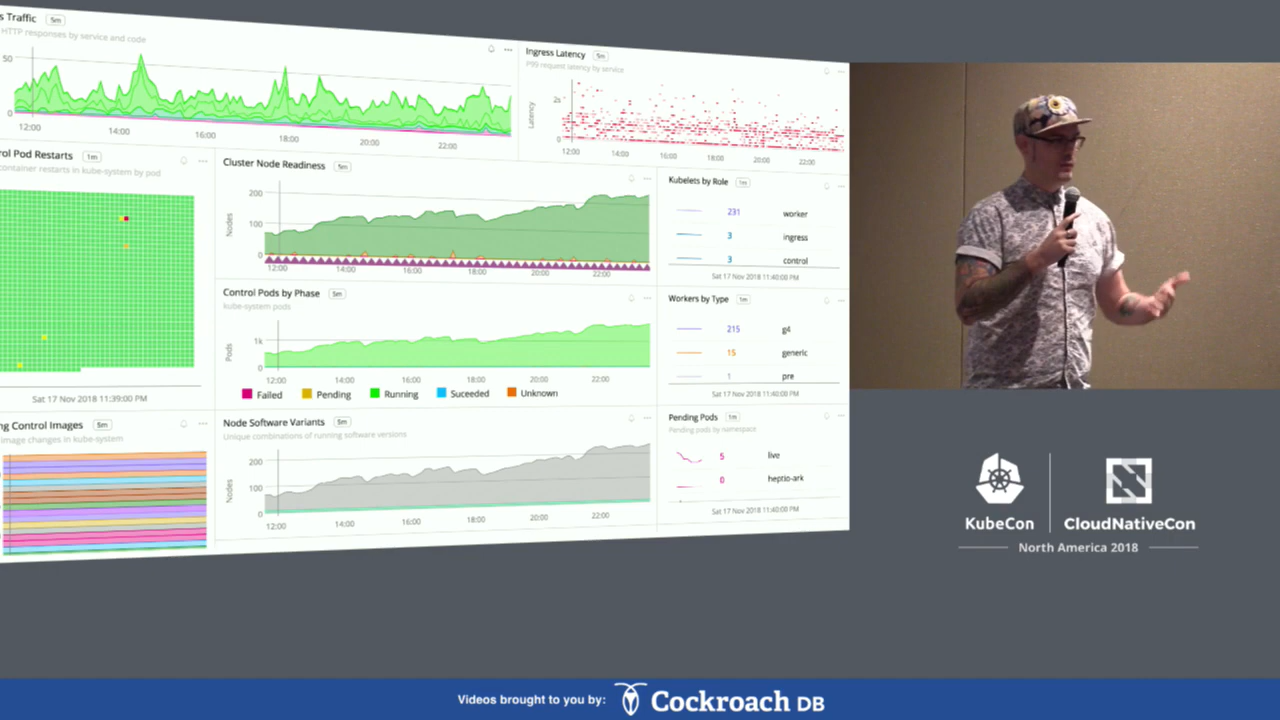 s Traffic 5m
HTTP responses by service and code
50
0
12:00 14:00 16:00 18:00 20:00 22:00
Ingress Latency 5m
P99 request latency by service
Latency
2s
0
12:00 14:00 16:00 18:00 20:00 22:00
rol Pod Restarts 1m
container restarts in kube-system by pod
Sat 17 Nov 2018 11:39:00 PM
ng Control Images 5m
image changes in kube-system
Cluster Node Readiness 5m
Nodes
200
100
0
12:00 14:00 16:00 18:00 20:00 22:00
Control Pods by Phase 5m
kube-system pods
Pods
1k
0
12:00 14:00 16:00 18:00 20:00 22:00
Failed Pending Running Suceeded Unknown
Node Software Variants 5m
Unique combinations of running software versions
Nodes
200
100
0
12:00 14:00 16:00 18:00 20:00 22:00
Kubelets by Role 1m
231 worker
3 ingress
3 control
Sat 17 Nov 2018 11:40:00 PM
Workers by Type 1m
215 g4
15 generic
1 pre
Sat 17 Nov 2018 11:40:00 PM
Pending Pods 1m
Pending pods by namespace
5 live
0 heptio-ark
Sat 17 Nov 2018 11:40:00 PM
KubeCon CloudNativeCon
North America 2018
Videos brought to you by: Cockroach DB